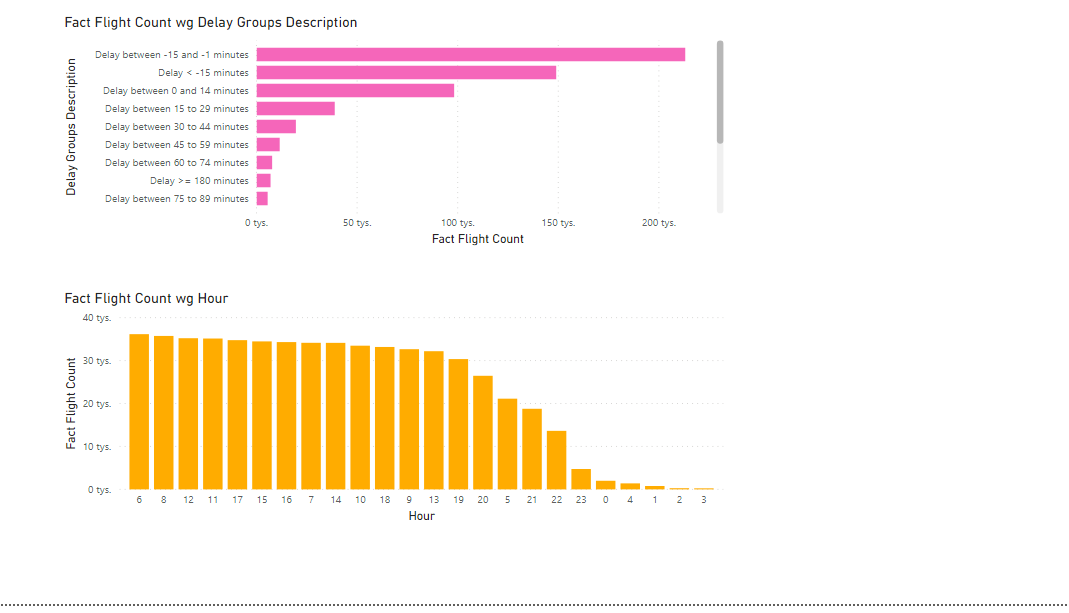 Fact Flight Count wg Delay Groups Description
Delay Groups Description
Delay between -15 and -1 minutes
Delay < -15 minutes
Delay between 0 and 14 minutes
Delay between 15 to 29 minutes
Delay between 30 to 44 minutes
Delay between 45 to 59 minutes
Delay between 60 to 74 minutes
Delay >= 180 minutes
Delay between 75 to 89 minutes
0 tys. 50 tys. 100 tys. 150 tys. 200 tys.
Fact Flight Count
Fact Flight Count wg Hour
Fact Flight Count
40 tys.
30 tys.
20 tys.
10 tys.
0 tys.
6 8 12 11 17 15 16 7 14 10 18 9 13 19 20 5 21 22 23 0 4 1 2 3
Hour